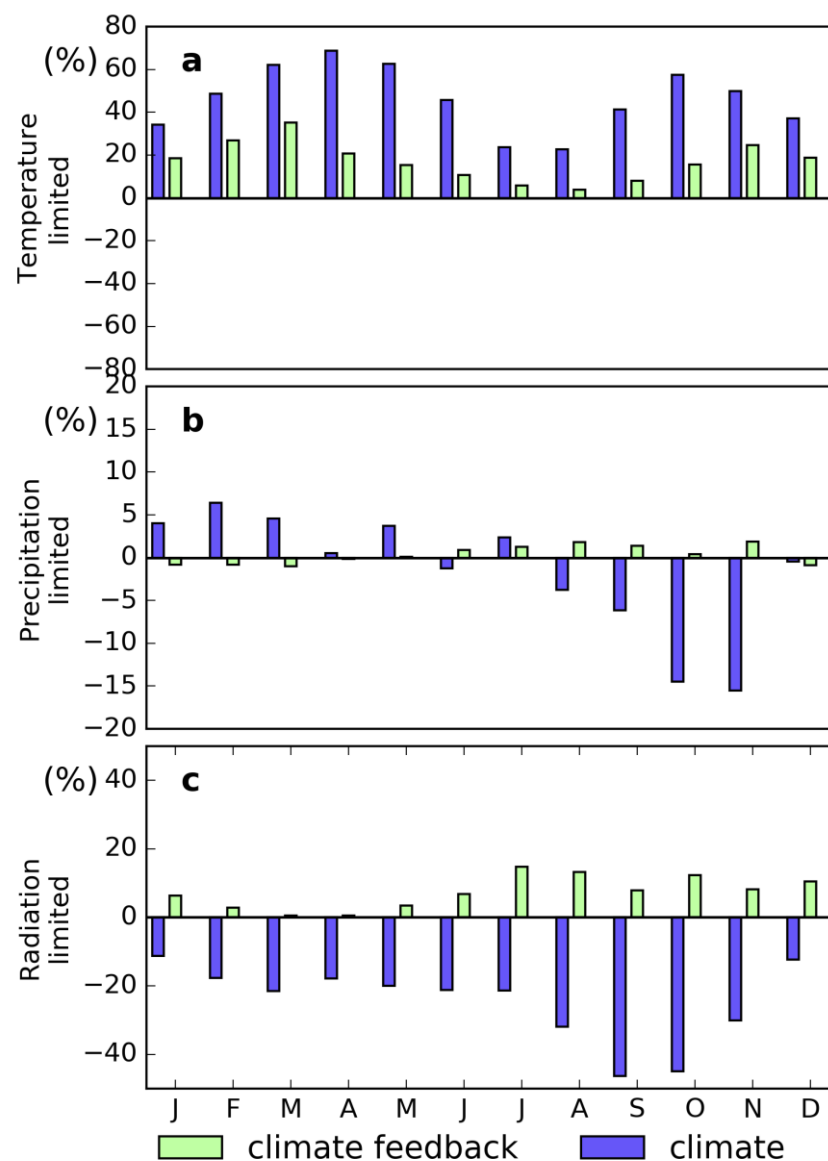 80
(%) a
60
40
20
0
−20
−40
−60
−80
Temperature
limited
20
(%) b
15
10
5
0
−5
−10
−15
−20
Precipitation
limited
(%) c
40
20
0
−20
−40
Radiation
limited
J F M A M J J A S O N D
climate feedback climate